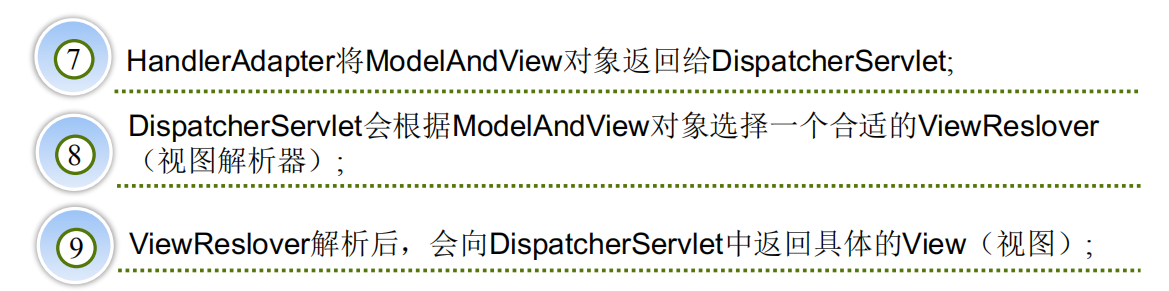 7
HandlerAdapter将ModelAndView对象返回给DispatcherServlet;
8
DispatcherServlet会根据ModelAndView对象选择一个合适的ViewReslover
（视图解析器）;
9
ViewReslover解析后，会向DispatcherServlet中返回具体的View（视图）;